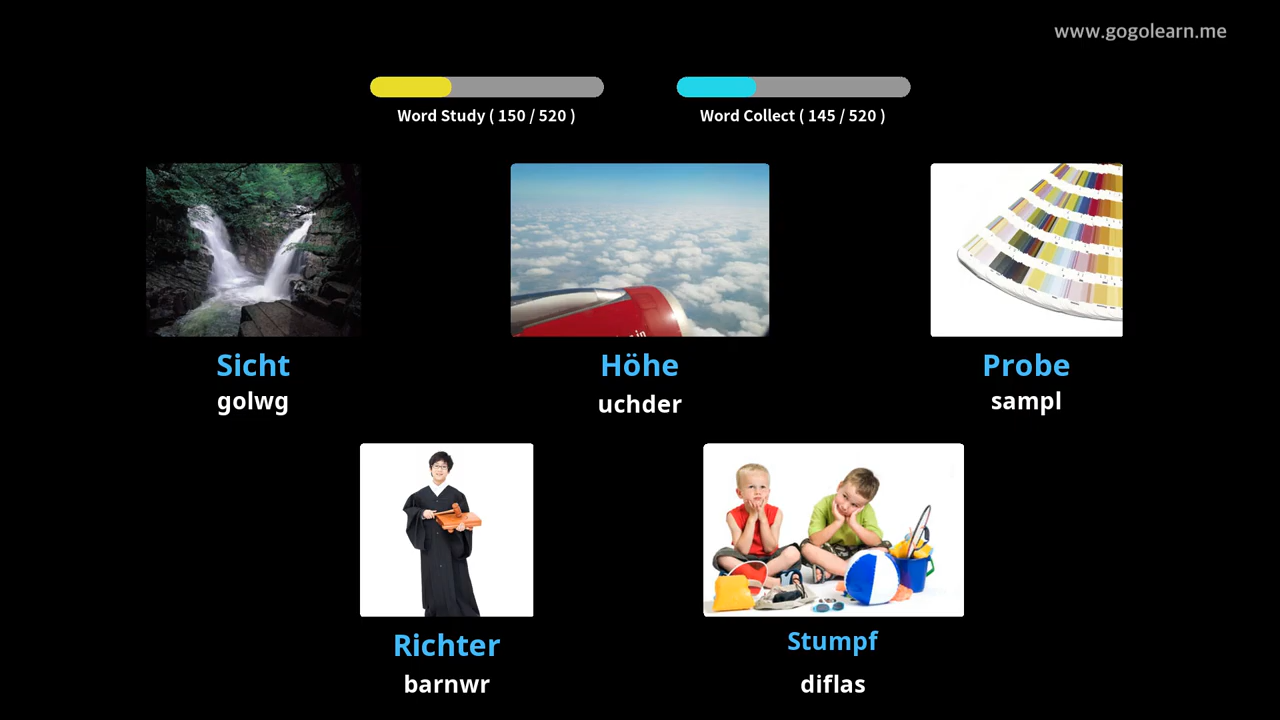 www.gogolearn.me
Word Study ( 150 / 520 )
Word Collect ( 145 / 520 )
Sicht
golwg
Höhe
uchder
Probe
sampl
Richter
barnwr
Stumpf
diflas